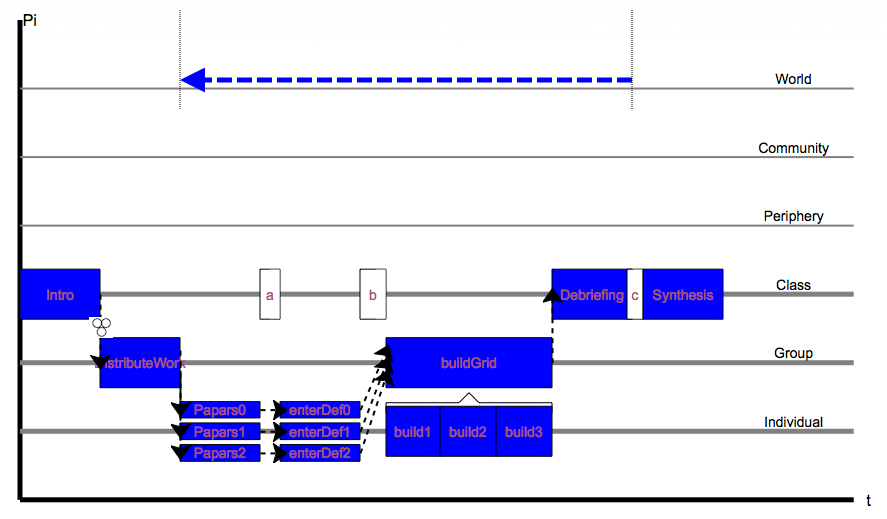 Pi
World
Community
Periphery
Intro
a
b
Debriefing
c
Synthesis
Class
DistributeWork
buildGrid
Group
Papars0
enterDef0
Papars1
enterDef1
build1
build2
build3
Individual
Papars2
enterDef2
t